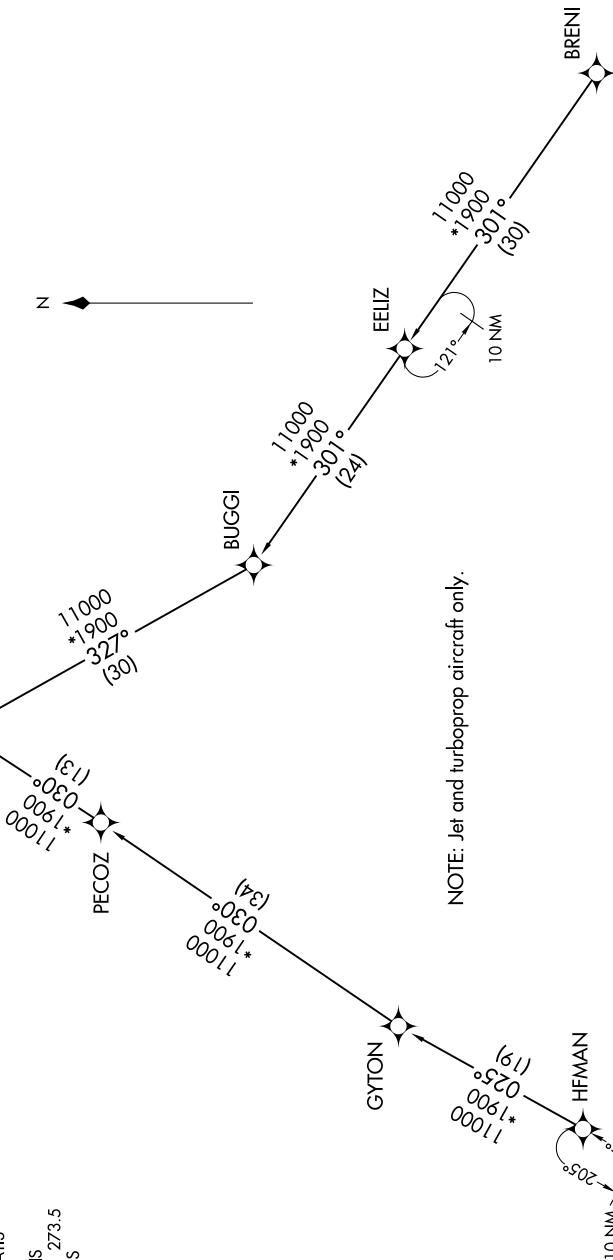 BRENI
11000
*1900
301°
(30)
EELIZ
121°
10 NM
N
11000
*1900
301°
(24)
BUGGI
11000
*1900
327°
(30)
NOTE: Jet and turboprop aircraft only.
11000
*1900
030°
(13)
PECOZ
11000
*1900
030°
(34)
GYTON
11000
*1900
025°
(19)
HFMAN
205°
10 NM
273.5